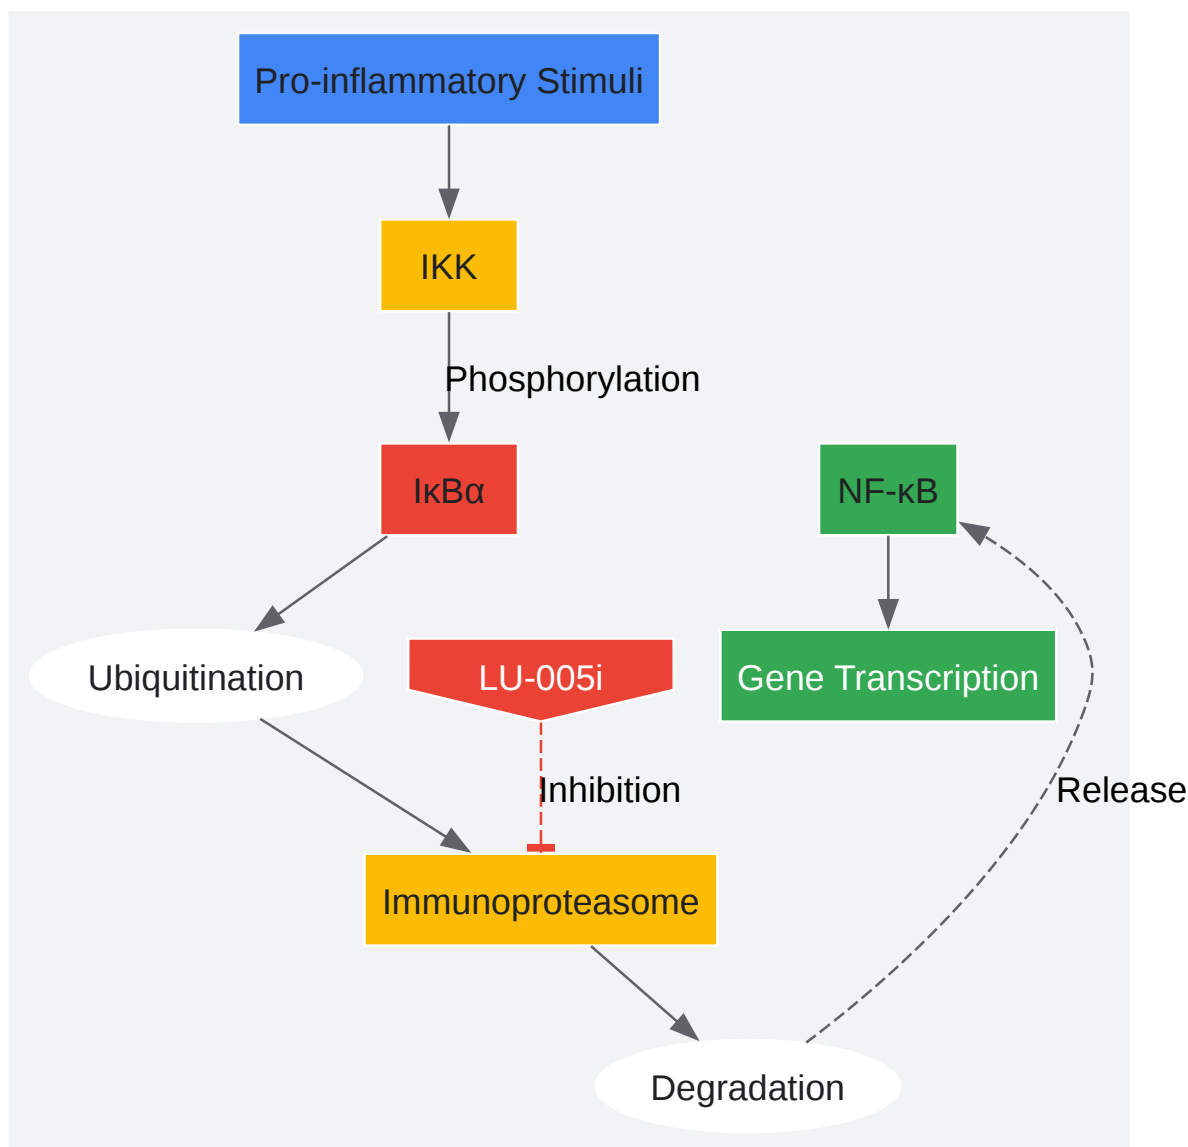 Pro-inflammatory Stimuli
IKK
Phosphorylation
IκBα
NF-κB
Ubiquitination
LU-005i
Gene Transcription
Inhibition
Release
Immunoproteasome
Degradation